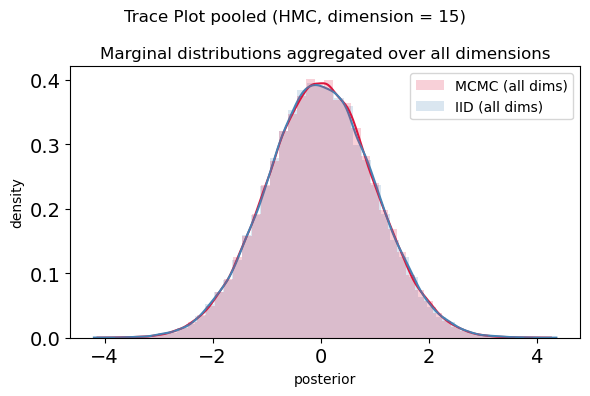 Trace Plot pooled (HMC, dimension = 15)
Marginal distributions aggregated over all dimensions
MCMC (all dims)
IID (all dims)
density
0.4
0.3
0.2
0.1
0.0
−4
−2
0
2
4
posterior